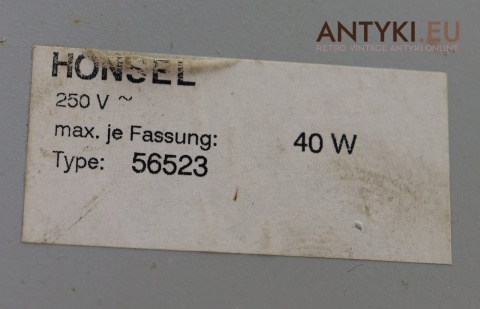 ANTYKI.EU
RETRO VINTAGE ANTYKI ONLINE
HONSEL
250 V ~
max. je Fassung: 40 W
Type: 56523